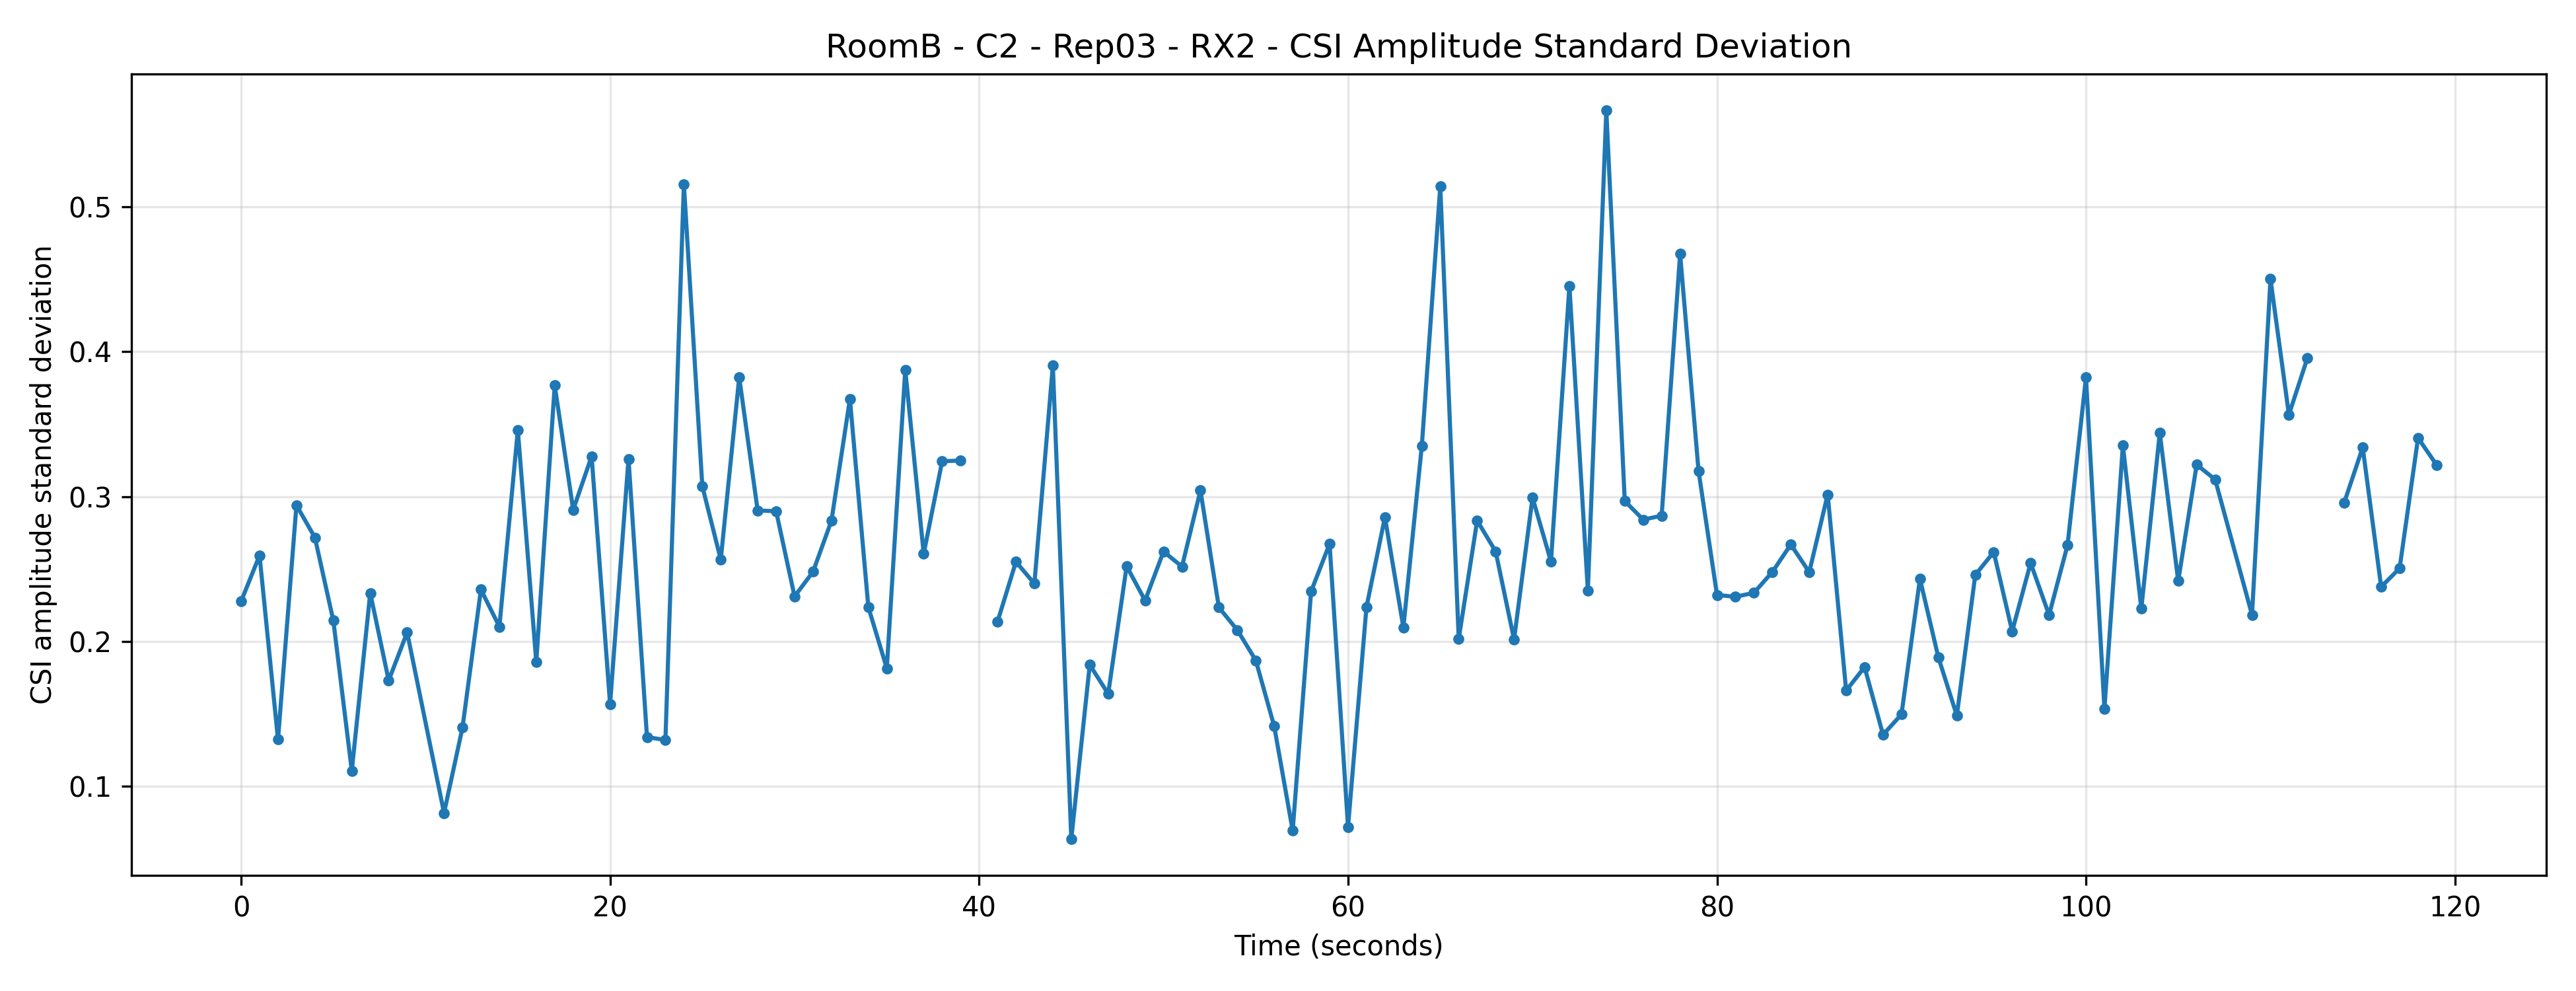 RoomB - C2 - Rep03 - RX2 - CSI Amplitude Standard Deviation
CSI amplitude standard deviation
0.5
0.4
0.3
0.2
0.1
0 20 40 60 80 100 120
Time (seconds)